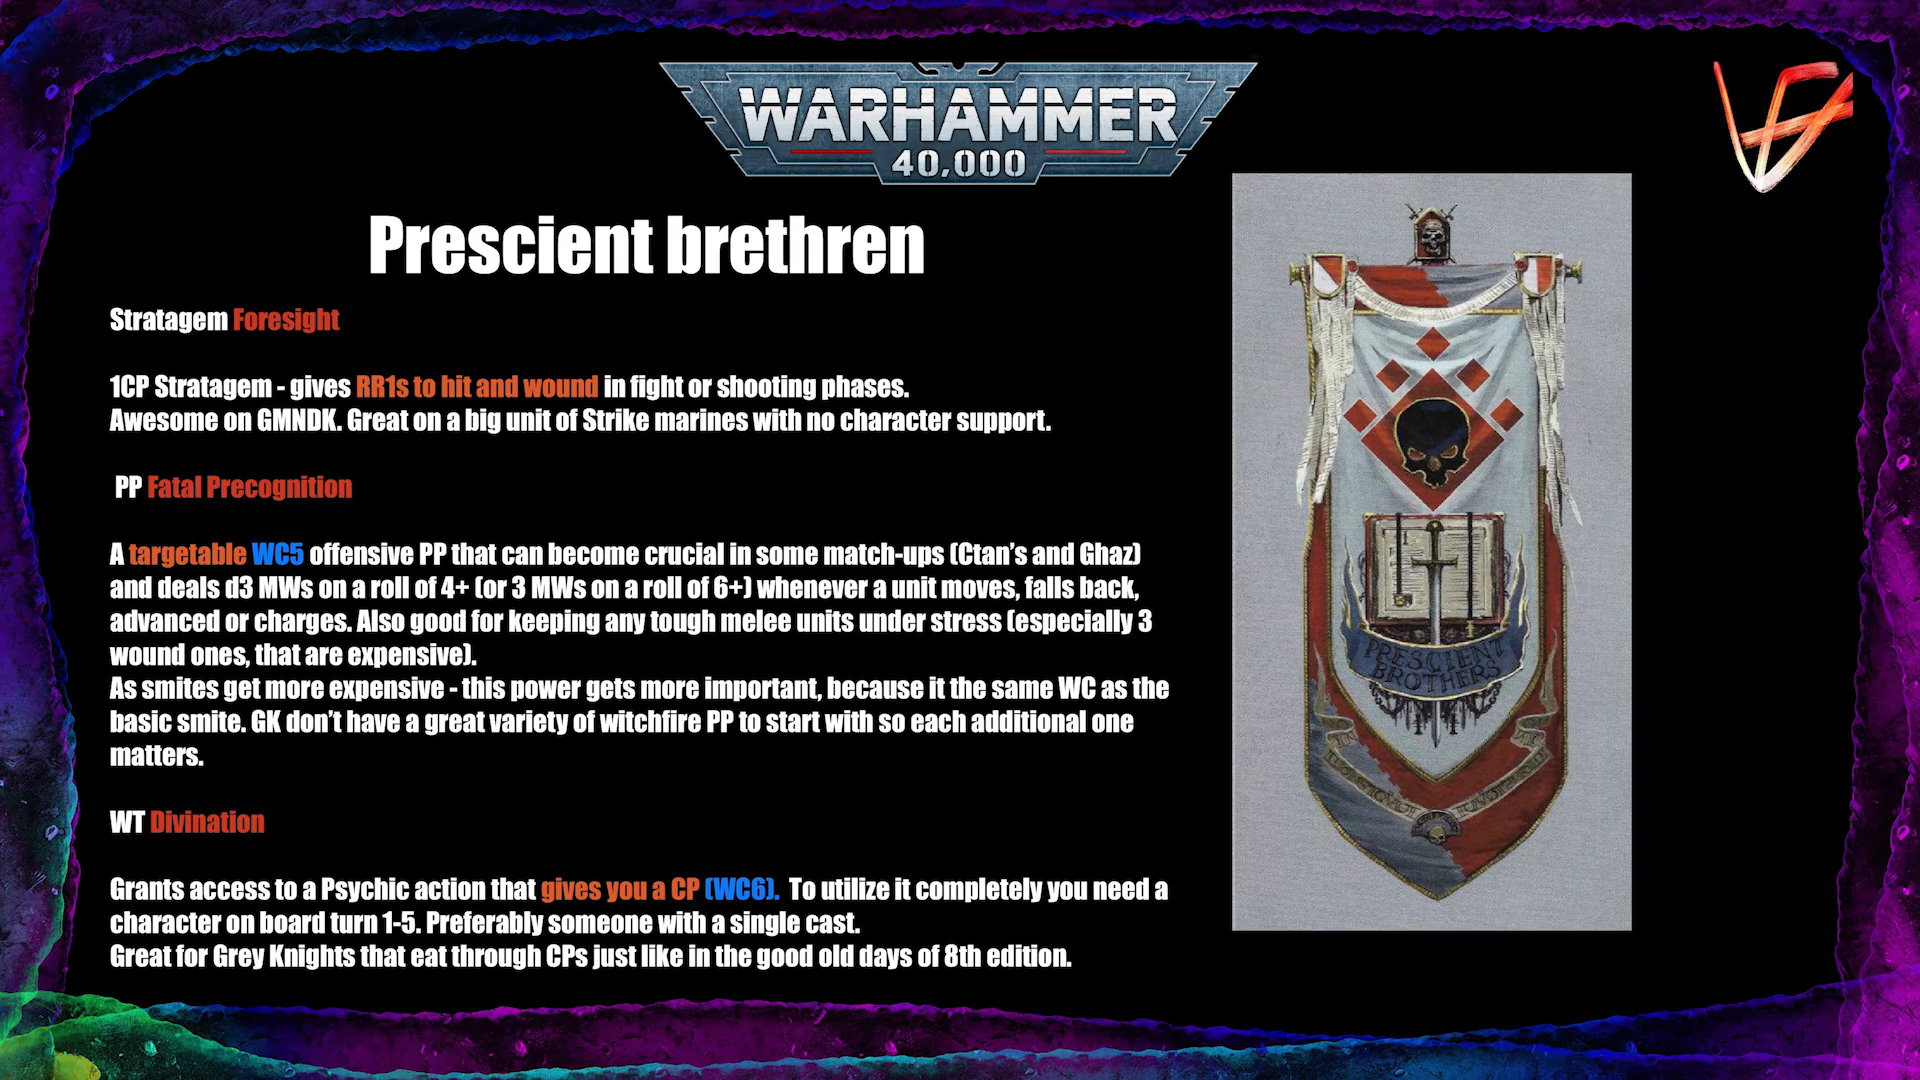 WARHAMMER
40,000
Prescient brethren
Stratagem Foresight
1CP Stratagem - gives RR1s to hit and wound in fight or shooting phases.
Awesome on GMNDK. Great on a big unit of Strike marines with no character support.
PP Fatal Precognition
A targetable WC5 offensive PP that can become crucial in some match-ups (Ctan's and Ghaz)
and deals d3 MWs on a roll of 4+ (or 3 MWs on a roll of 6+) whenever a unit moves, falls back,
advanced or charges. Also good for keeping any tough melee units under stress (especially 3
wound ones, that are expensive).
As smites get more expensive - this power gets more important, because it the same WC as the
basic smite. GK don't have a great variety of witchfire PP to start with so each additional one
matters.
WT Divination
Grants access to a Psychic action that gives you a CP (WC6). To utilize it completely you need a
character on board turn 1-5. Preferably someone with a single cast.
Great for Grey Knights that eat through CPs just like in the good old days of 8th edition.
PRESCIENT
BROTHERS